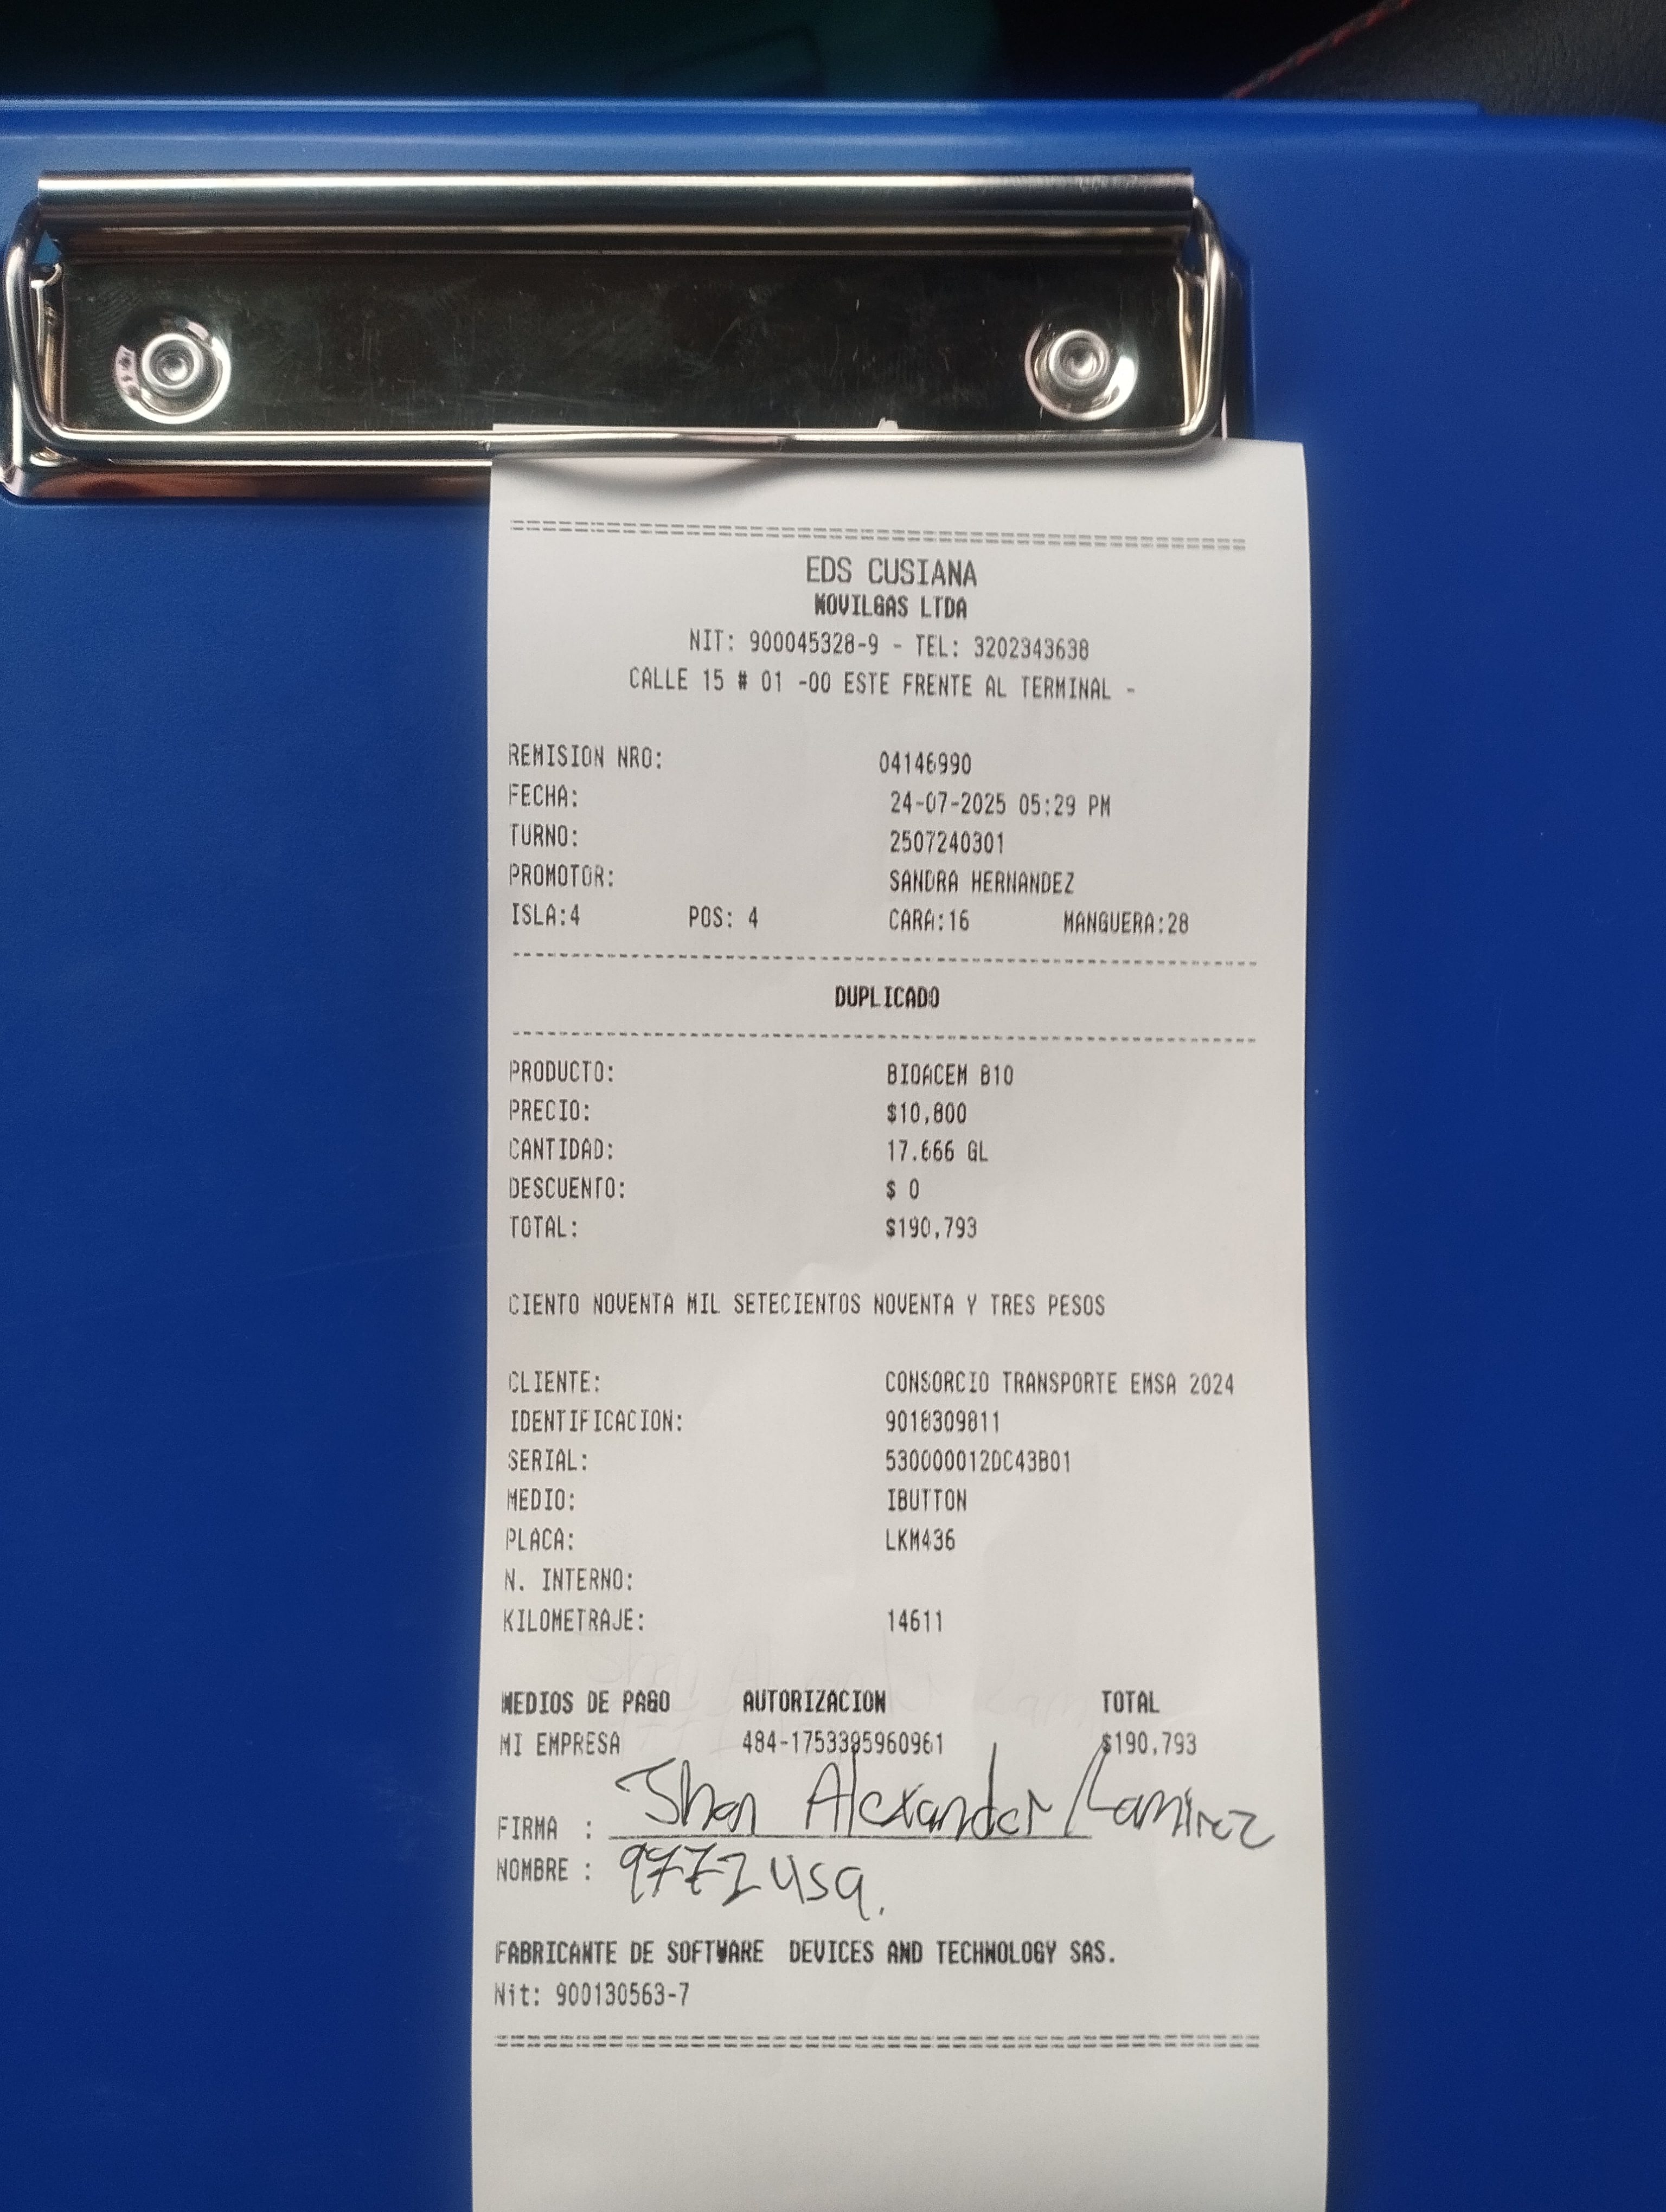 EDS CUSIANA
MOVILGAS LTDA
NIT: 900045328-9 - TEL: 3202343638
CALLE 15 # 01 -00 ESTE FRENTE AL TERMINAL -
REMISION NRO: 04146990
FECHA: 24-07-2025 05:29 PM
TURNO: 2507240301
PROMOTOR: SANDRA HERNANDEZ
ISLA:4 POS: 4 CARA:16 MANGUERA:28
DUPLICADO
PRODUCTO: BIOACEM B10
PRECIO: $10,800
CANTIDAD: 17.666 GL
DESCUENTO: $ 0
TOTAL: $190,793
CIENTO NOVENTA MIL SETECIENTOS NOVENTA Y TRES PESOS
CLIENTE: CONSORCIO TRANSPORTE EMSA 2024
IDENTIFICACION: 9018309811
SERIAL: 530000012DC43B01
MEDIO: IBUTTON
PLACA: LKM436
N. INTERNO:
KILOMETRAJE: 14611
MEDIOS DE PAGO AUTORIZACION TOTAL
MI EMPRESA 484-1753395960961 $190,793
FIRMA : Jhan Alexander Ramirez
NOMBRE :
FABRICANTE DE SOFTWARE DEVICES AND TECHNOLOGY SAS.
Nit: 900130563-7